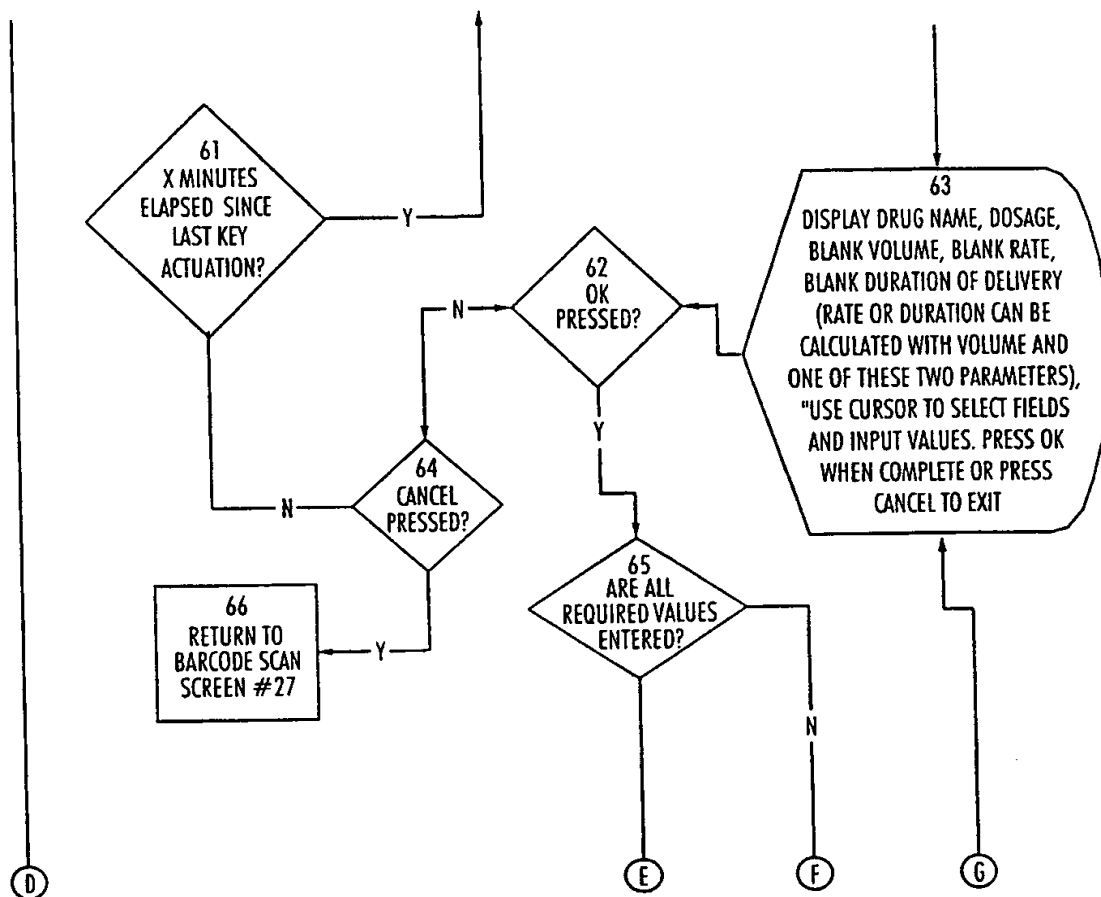 61
X MINUTES
ELAPSED SINCE
LAST KEY
ACTUATION?
Y
63
DISPLAY DRUG NAME, DOSAGE,
BLANK VOLUME, BLANK RATE,
BLANK DURATION OF DELIVERY
(RATE OR DURATION CAN BE
CALCULATED WITH VOLUME AND
ONE OF THESE TWO PARAMETERS),
"USE CURSOR TO SELECT FIELDS
AND INPUT VALUES. PRESS OK
WHEN COMPLETE OR PRESS
CANCEL TO EXIT
62
OK
PRESSED?
N
Y
64
CANCEL
PRESSED?
N
Y
65
ARE ALL
REQUIRED VALUES
ENTERED?
N
66
RETURN TO
BARCODE SCAN
SCREEN #27
D
E
F
G